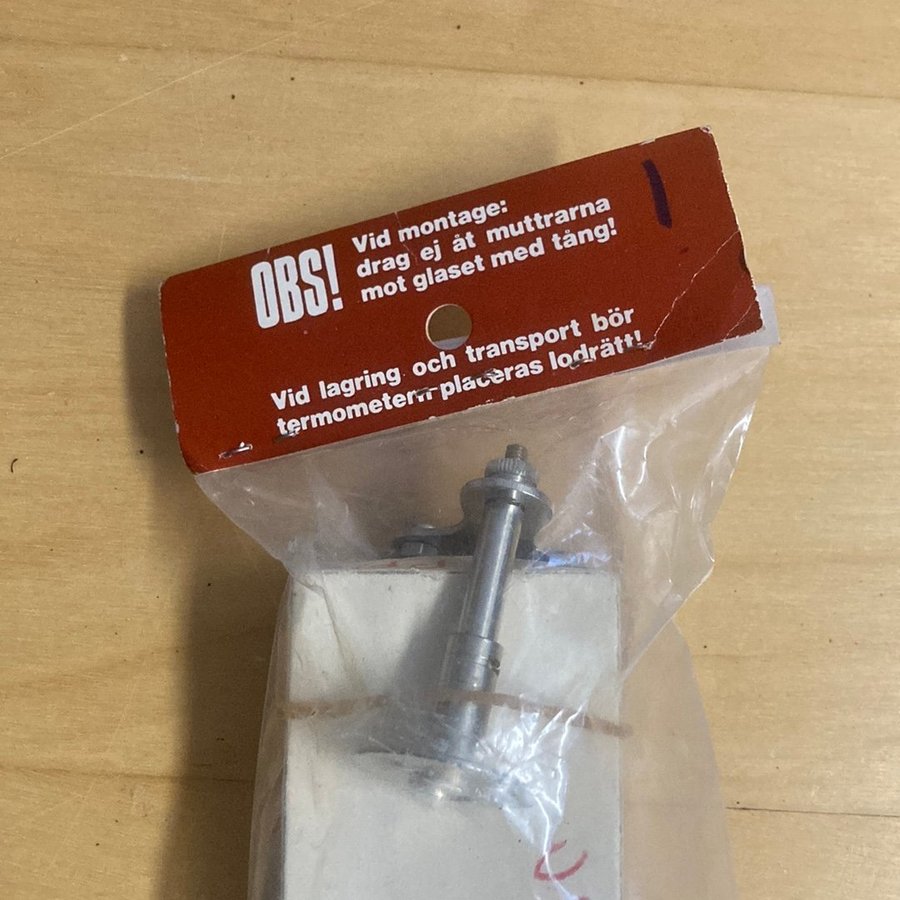 OBS!
Vid montage:
drag ej åt muttrarna
mot glaset med tång!
Vid lagring och transport bör
termometern placeras lodrätt!